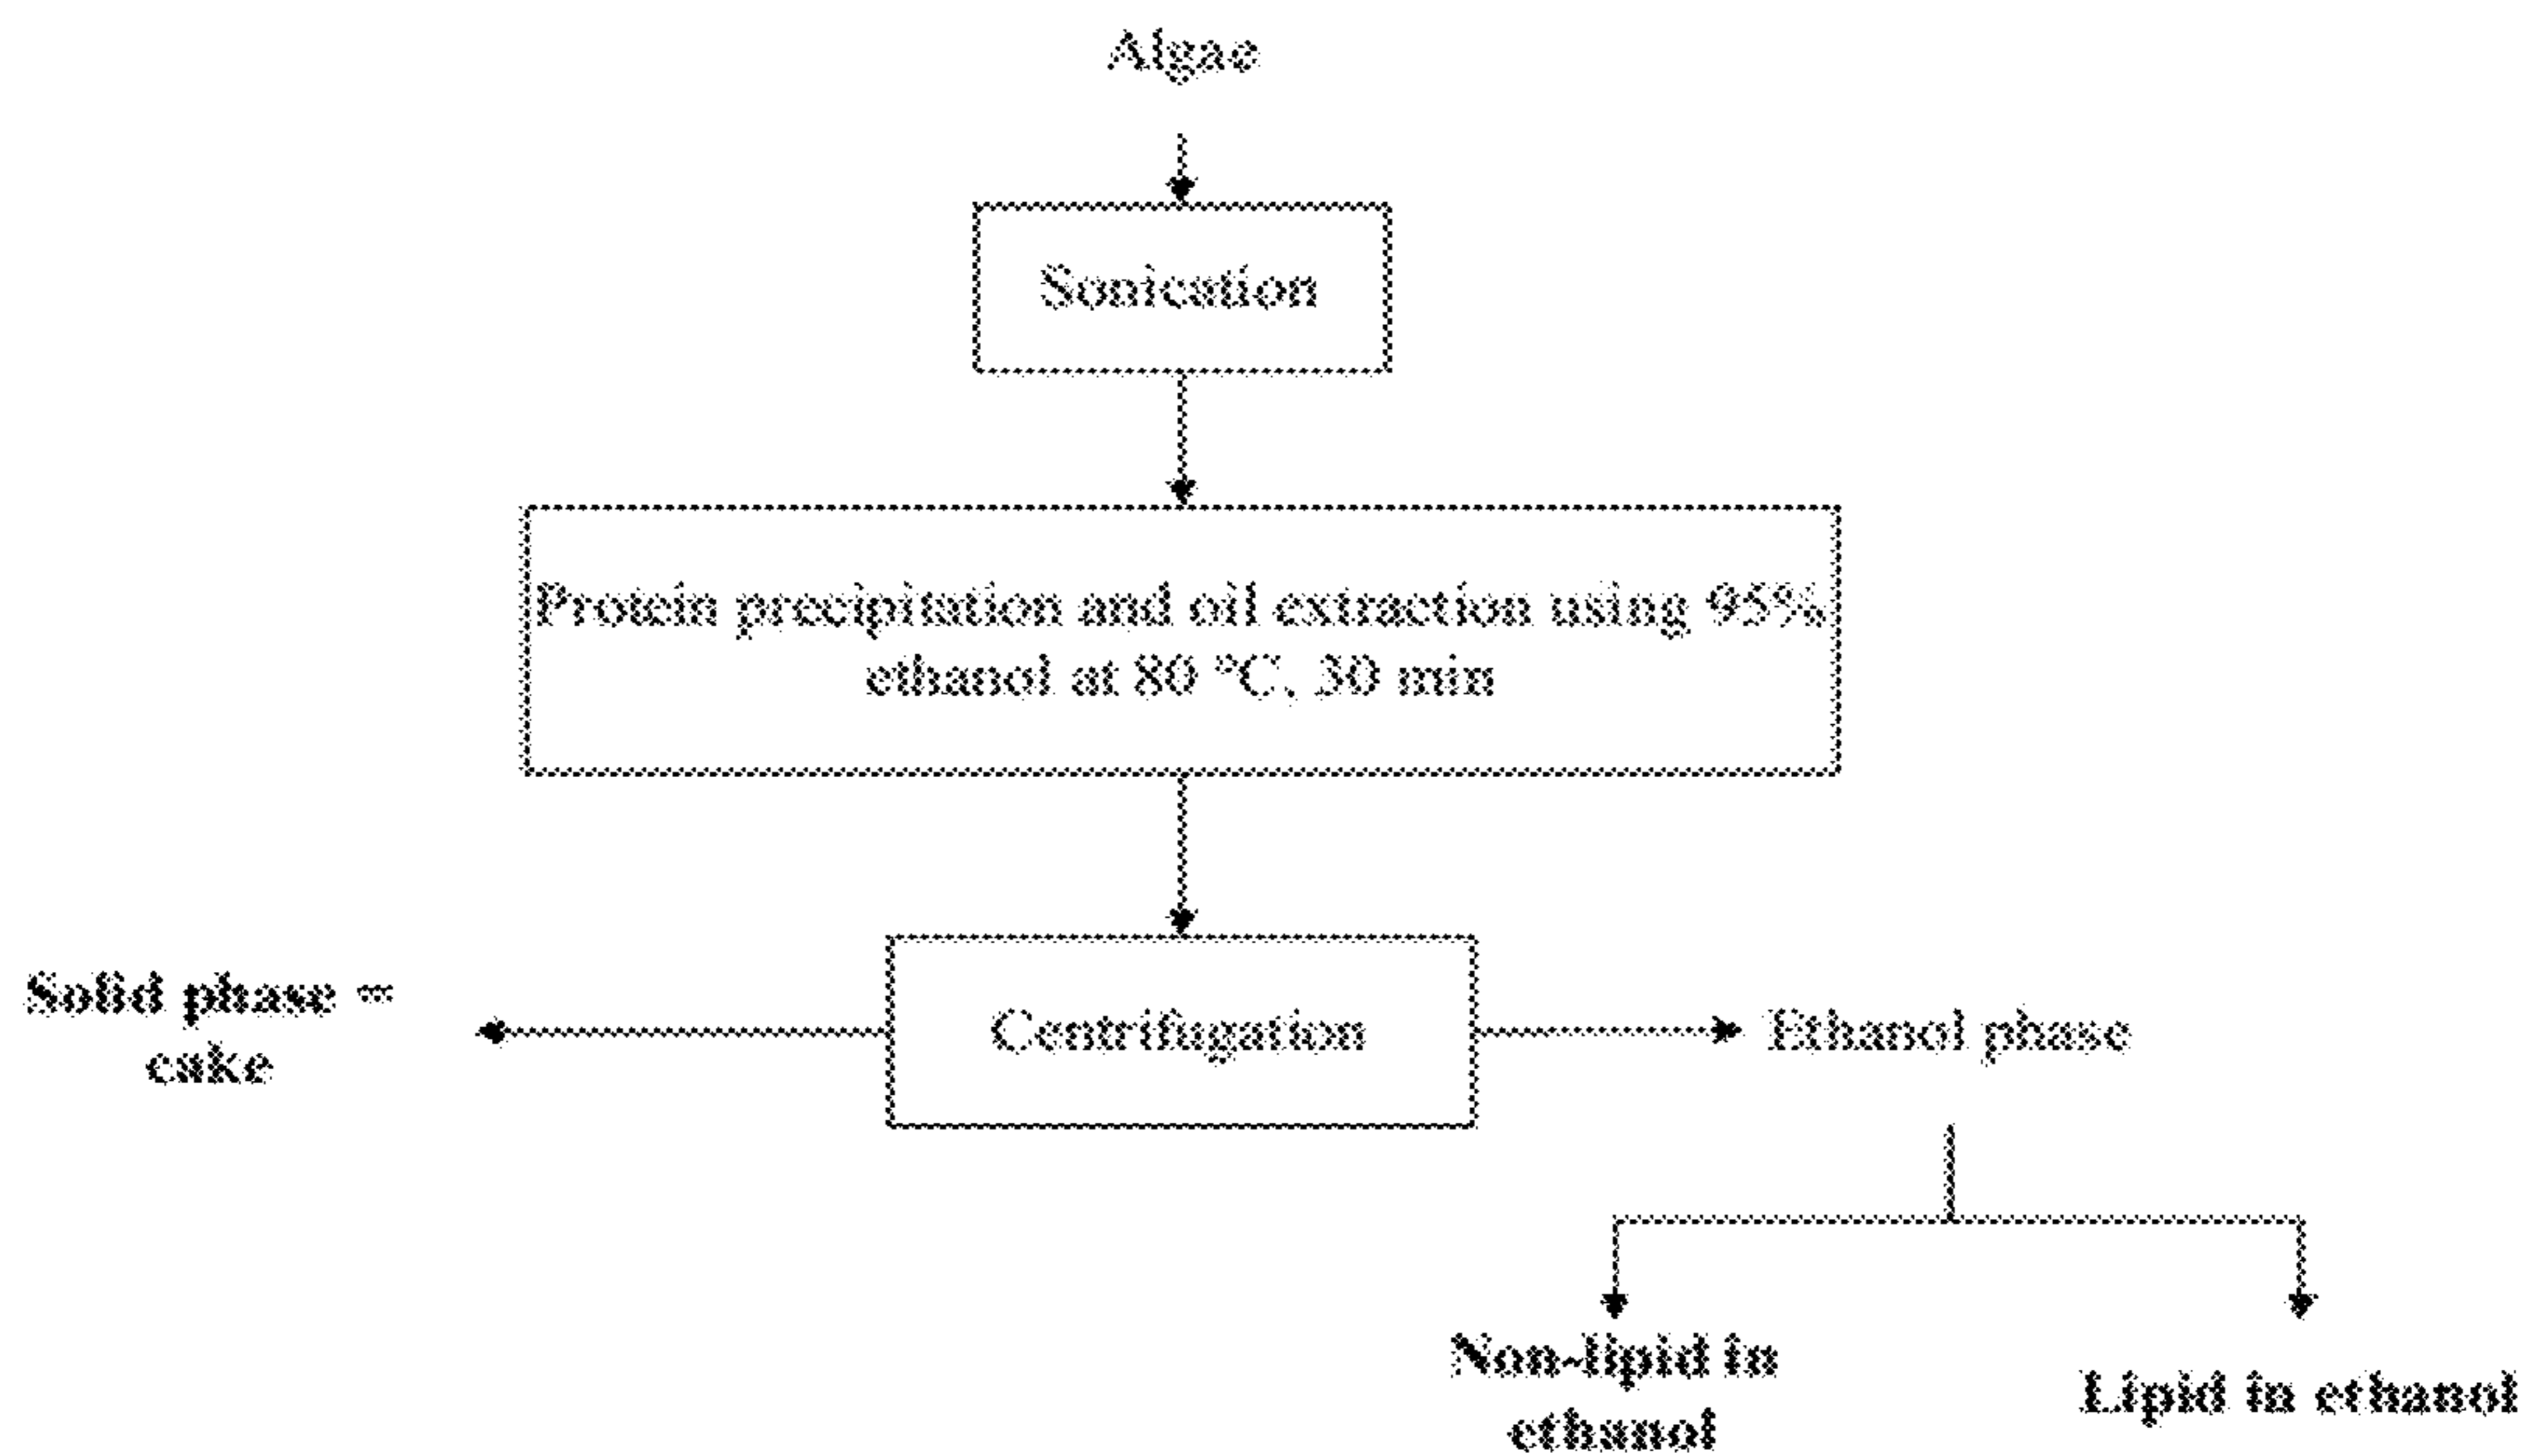 Algae
Sonication
Protein precipitation and oil extraction using 95%
ethanol at 80 °C, 30 min
Solid phase =
cake
Centrifugation
Ethanol phase
Non-lipid in
ethanol
Lipid in ethanol